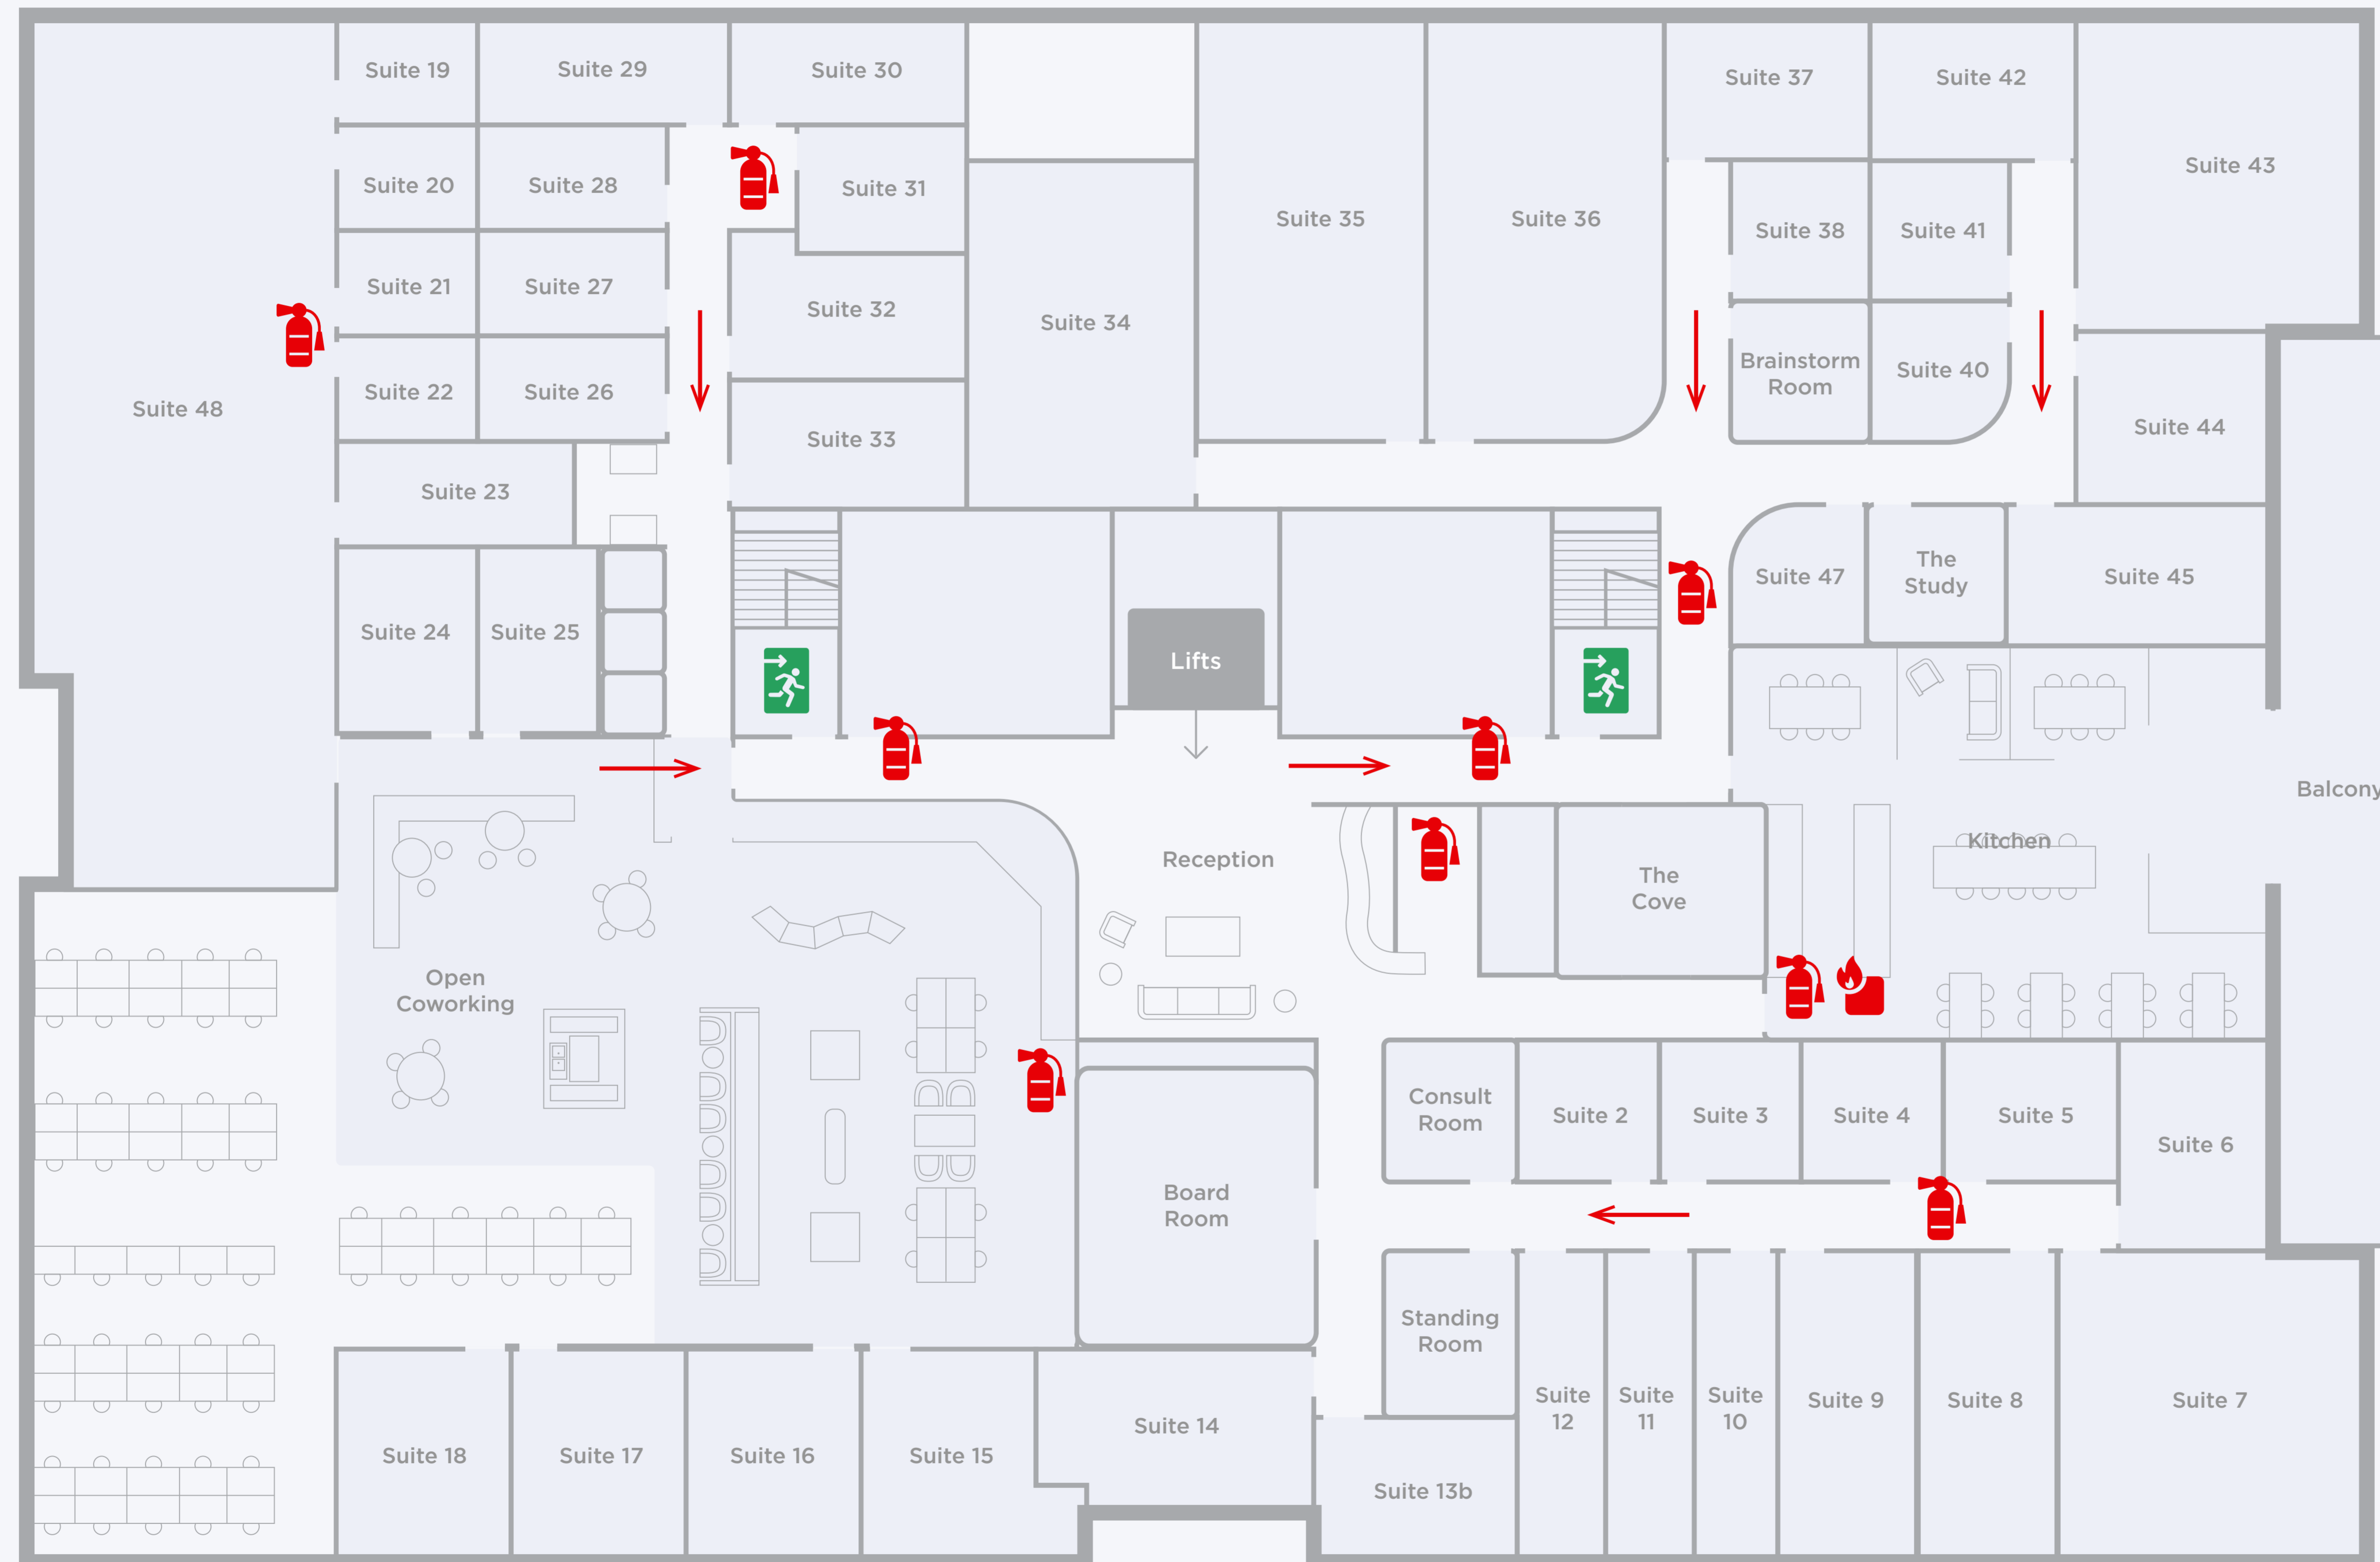 Suite 19
Suite 29
Suite 30
Suite 37
Suite 42
Suite 43
Suite 20
Suite 28
Suite 31
Suite 35
Suite 36
Suite 38
Suite 41
Suite 21
Suite 27
Suite 32
Suite 34
Brainstorm
Room
Suite 40
Suite 48
Suite 22
Suite 26
Suite 33
Suite 44
Suite 23
Suite 47
The
Study
Suite 45
Suite 24
Suite 25
Lifts
Balcony
Kitchen
Reception
The
Cove
Open
Coworking
Consult
Room
Suite 2
Suite 3
Suite 4
Suite 5
Suite 6
Board
Room
Standing
Room
Suite
12
Suite
11
Suite
10
Suite 9
Suite 8
Suite 7
Suite 14
Suite 18
Suite 17
Suite 16
Suite 15
Suite 13b